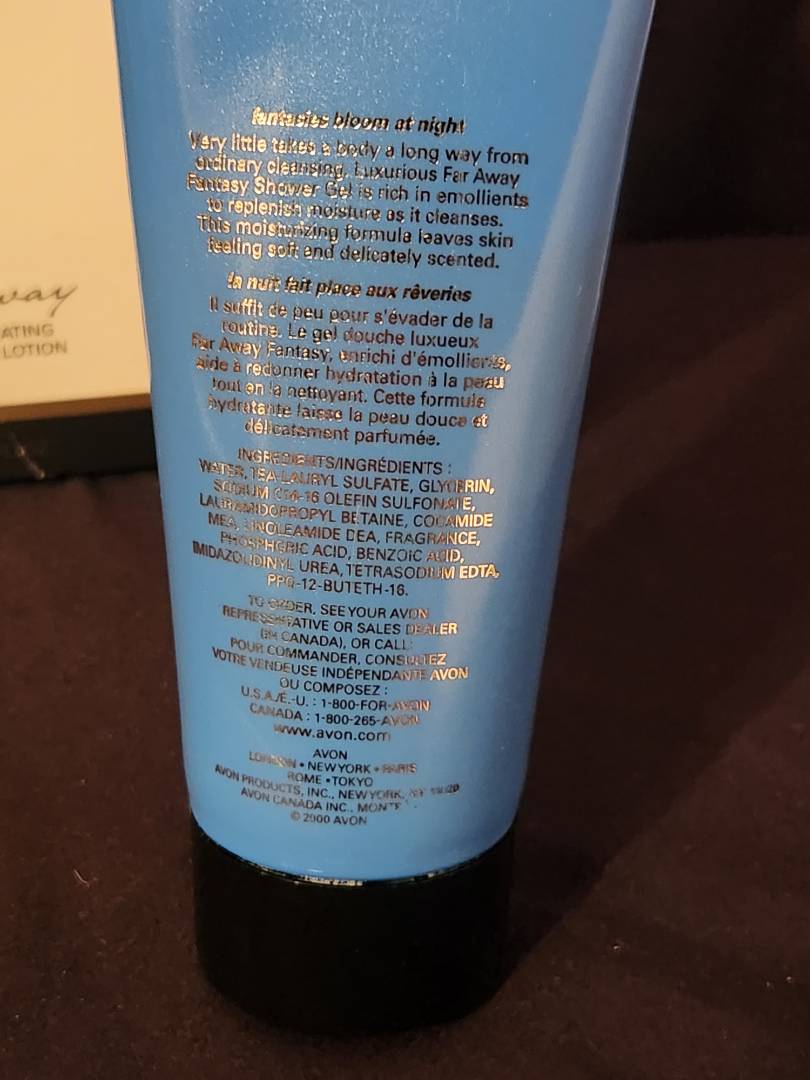 way
ATING
LOTION
fantasies bloom at night
Very little takes a body a long way from
ordinary cleansing. Luxurious Far Away
Fantasy Shower Gel is rich in emollients
to replenish moisture as it cleanses.
This moisturizing formula leaves skin
feeling soft and delicately scented.
la nuit fait place aux rêveries
Il suffit de peu pour s'évader de la
routine. Le gel douche luxueux
Far Away Fantasy, enrichi d'émollients,
aide à redonner hydratation à la peau
tout en la nettoyant. Cette formule
hydratante laisse la peau douce et
délicatement parfumée.
INGREDIENTS/INGRÉDIENTS :
WATER, TEA-LAURYL SULFATE, GLYCERIN,
SODIUM C14-16 OLEFIN SULFONATE,
LAURAMIDOPROPYL BETAINE, COCAMIDE
MEA, LINOLEAMIDE DEA, FRAGRANCE,
PHOSPHORIC ACID, BENZOIC ACID,
IMIDAZOLIDINYL UREA, TETRASODIUM EDTA,
PPG-12-BUTETH-16.
TO ORDER, SEE YOUR AVON
REPRESENTATIVE OR SALES DEALER
(IN CANADA), OR CALL:
POUR COMMANDER, CONSULTEZ
VOTRE VENDEUSE INDÉPENDANTE AVON
OU COMPOSEZ :
U.S.A./É.-U. : 1-800-FOR-AVON
CANADA : 1-800-265-AVON
www.avon.com
AVON
LONDON • NEW YORK • PARIS
ROME • TOKYO
AVON PRODUCTS, INC., NEW YORK, NY 10020
AVON CANADA INC.,
© 2000 AVON